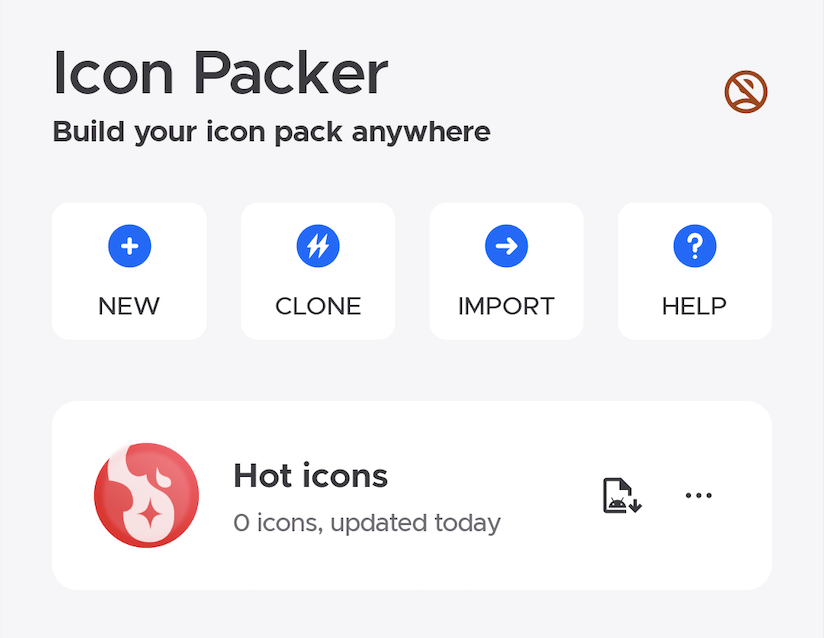 Icon Packer
Build your icon pack anywhere
NEW
CLONE
IMPORT
HELP
Hot icons
0 icons, updated today